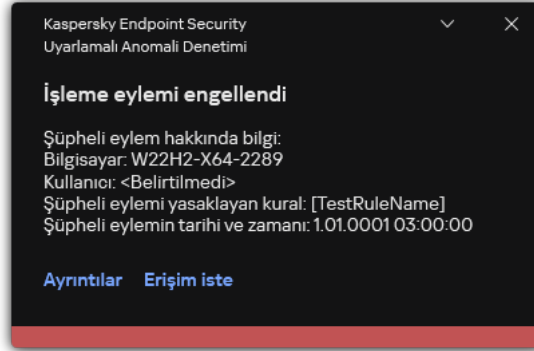 Kaspersky Endpoint Security
Uyarlamalı Anomali Denetimi
İşleme eylemi engellendi
Şüpheli eylem hakkında bilgi:
Bilgisayar: W22H2-X64-2289
Kullanıcı: <Belirtilmedi>
Şüpheli eylemi yasaklayan kural: [TestRuleName]
Şüpheli eylemin tarihi ve zamanı: 1.01.0001 03:00:00
Ayrıntılar Erişim iste